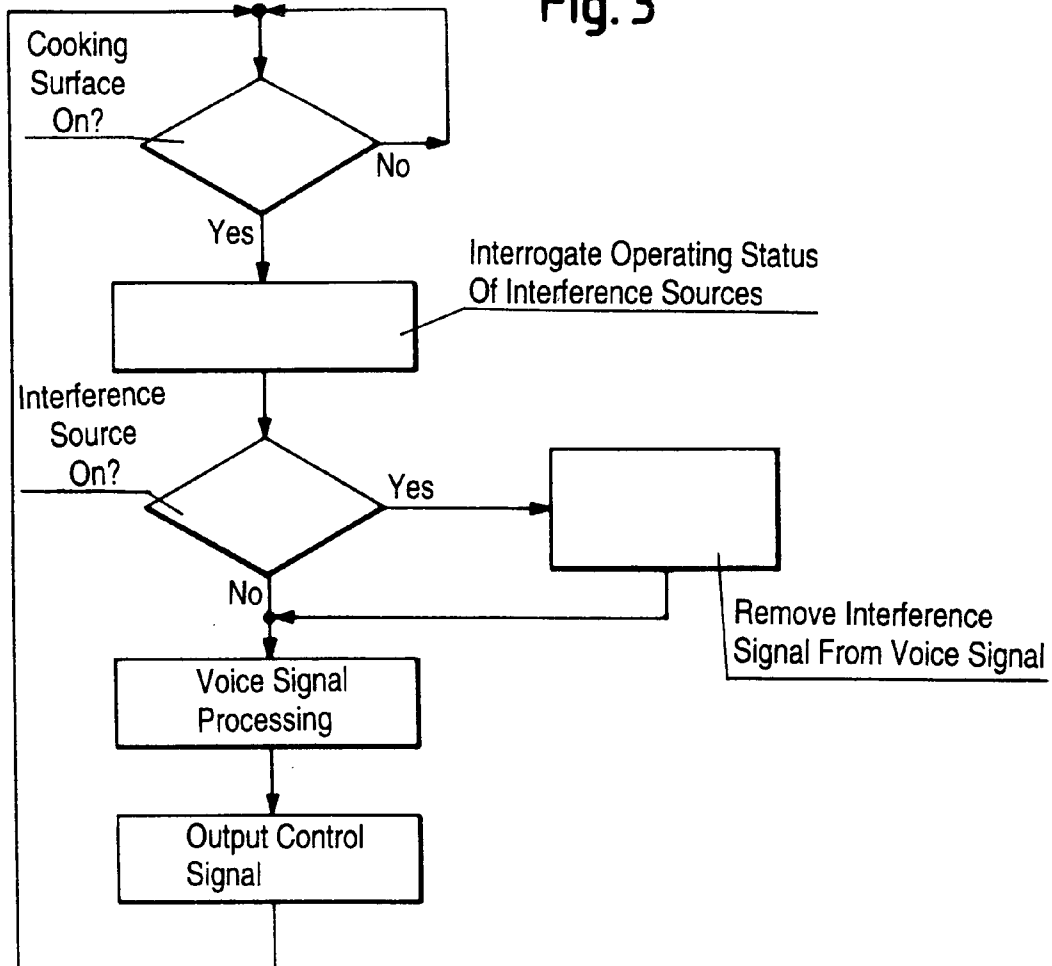 Fig. 3
Cooking
Surface
On?
No
Yes
Interrogate Operating Status
Of Interference Sources
Interference
Source
On?
Yes
No
Remove Interference
Signal From Voice Signal
Voice Signal
Processing
Output Control
Signal